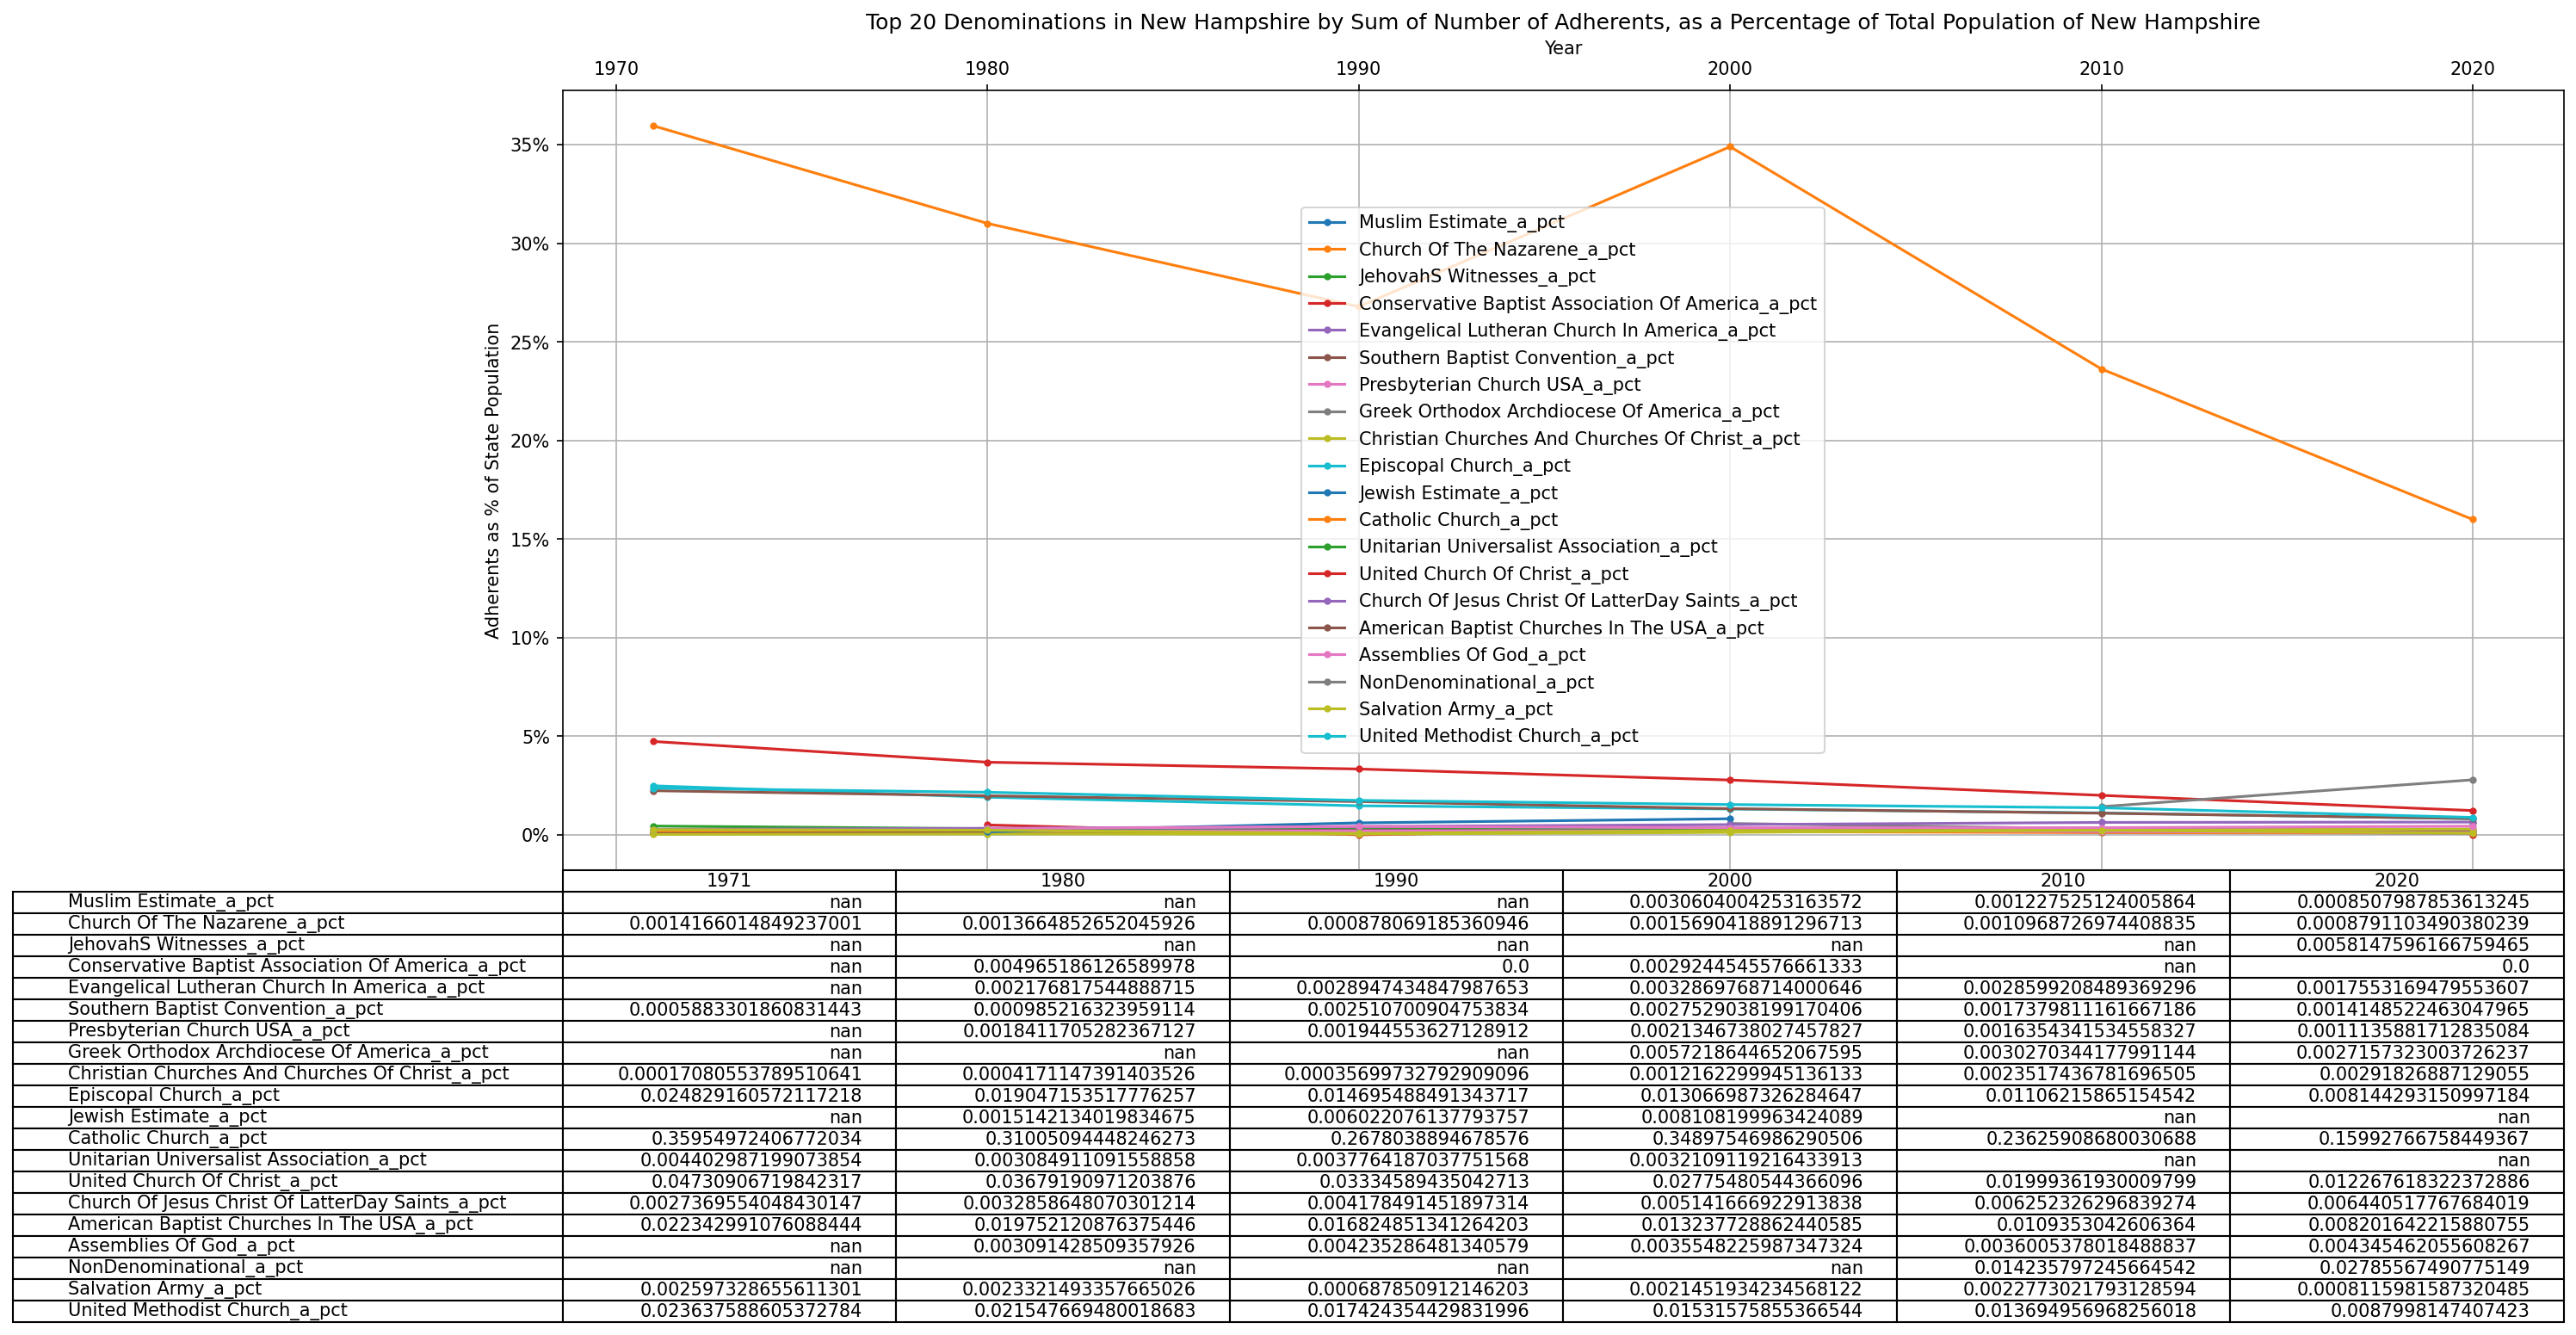 Top 20 Denominations in New Hampshire by Sum of Number of Adherents, as a Percentage of Total Population of New Hampshire
Year
1970 1980 1990 2000 2010 2020
35%
30%
25%
20%
15%
10%
5%
0%
Adherents as % of State Population
Muslim Estimate_a_pct
Church Of The Nazarene_a_pct
JehovahS Witnesses_a_pct
Conservative Baptist Association Of America_a_pct
Evangelical Lutheran Church In America_a_pct
Southern Baptist Convention_a_pct
Presbyterian Church USA_a_pct
Greek Orthodox Archdiocese Of America_a_pct
Christian Churches And Churches Of Christ_a_pct
Episcopal Church_a_pct
Jewish Estimate_a_pct
Catholic Church_a_pct
Unitarian Universalist Association_a_pct
United Church Of Christ_a_pct
Church Of Jesus Christ Of LatterDay Saints_a_pct
American Baptist Churches In The USA_a_pct
Assemblies Of God_a_pct
NonDenominational_a_pct
Salvation Army_a_pct
United Methodist Church_a_pct
1971 1980 1990 2000 2010 2020
Muslim Estimate_a_pct nan nan nan 0.0030604004253163572 0.001227525124005864 0.0008507987853613245
Church Of The Nazarene_a_pct 0.0014166014849237001 0.0013664852652045926 0.000878069185360946 0.0015690418891296713 0.0010968726974408835 0.0008791103490380239
JehovahS Witnesses_a_pct nan nan nan nan nan 0.0058147596166759465
Conservative Baptist Association Of America_a_pct nan 0.004965186126589978 0.0 0.0029244545576661333 nan 0.0
Evangelical Lutheran Church In America_a_pct nan 0.002176817544888715 0.0028947434847987653 0.0032869768714000646 0.0028599208489369296 0.0017553169479553607
Southern Baptist Convention_a_pct 0.0005883301860831443 0.000985216323959114 0.002510700904753834 0.0027529038199170406 0.0017379811161667186 0.0014148522463047965
Presbyterian Church USA_a_pct nan 0.0018411705282367127 0.001944553627128912 0.0021346738027457827 0.0016354341534558327 0.0011135881712835084
Greek Orthodox Archdiocese Of America_a_pct nan nan nan 0.0057218644652067595 0.0030270344177991144 0.0027157323003726237
Christian Churches And Churches Of Christ_a_pct 0.00017080553789510641 0.0004171147391403526 0.00035699732792909096 0.0012162299945136133 0.0023517436781696505 0.00291826887129055
Episcopal Church_a_pct 0.024829160572117218 0.019047153517776257 0.014695488491343717 0.013066987326284647 0.01106215865154542 0.008144293150997184
Jewish Estimate_a_pct nan 0.0015142134019834675 0.006022076137793757 0.008108199963424089 nan nan
Catholic Church_a_pct 0.35954972406772034 0.31005094448246273 0.2678038894678576 0.34897546986290506 0.23625908680030688 0.15992766758449367
Unitarian Universalist Association_a_pct 0.004402987199073854 0.003084911091558858 0.0037764187037751568 0.0032109119216433913 nan nan
United Church Of Christ_a_pct 0.04730906719842317 0.03679190971203876 0.03334589435042713 0.02775480544366096 0.01999361930009799 0.012267618322372886
Church Of Jesus Christ Of LatterDay Saints_a_pct 0.0027369554048430147 0.0032858648070301214 0.004178491451897314 0.005141666922913838 0.006252326296839274 0.006440517767684019
American Baptist Churches In The USA_a_pct 0.022342991076088444 0.019752120876375446 0.016824851341264203 0.013237728862440585 0.0109353042606364 0.008201642215880755
Assemblies Of God_a_pct nan 0.003091428509357926 0.004235286481340579 0.0035548225987347324 0.0036005378018488837 0.004345462055608267
NonDenominational_a_pct nan nan nan nan 0.014235797245664542 0.02785567490775149
Salvation Army_a_pct 0.0025973286556113​01 0.0023321493357665026 0.000687850912146203 0.0021451934234568122 0.0022773021793128594 0.0008115981587320485
United Methodist Church_a_pct 0.023637588605372784 0.021547669480018683 0.017424354429831996 0.01531575855366544 0.013694956968256018 0.00879981474​07423